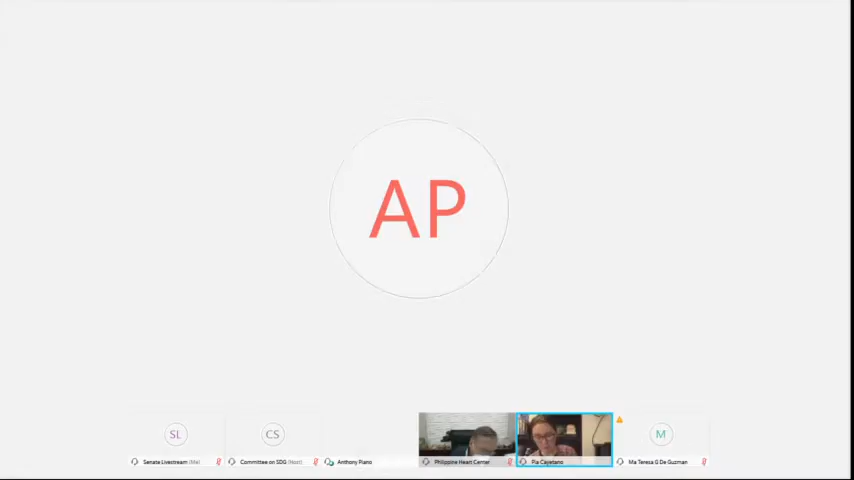 AP
SL
CS
M
Senate Livestream (Me)
Committee on SDG (Host)
Anthony Piano
Philippine Heart Center
Pia Cayetano
Ma Teresa G De Guzman